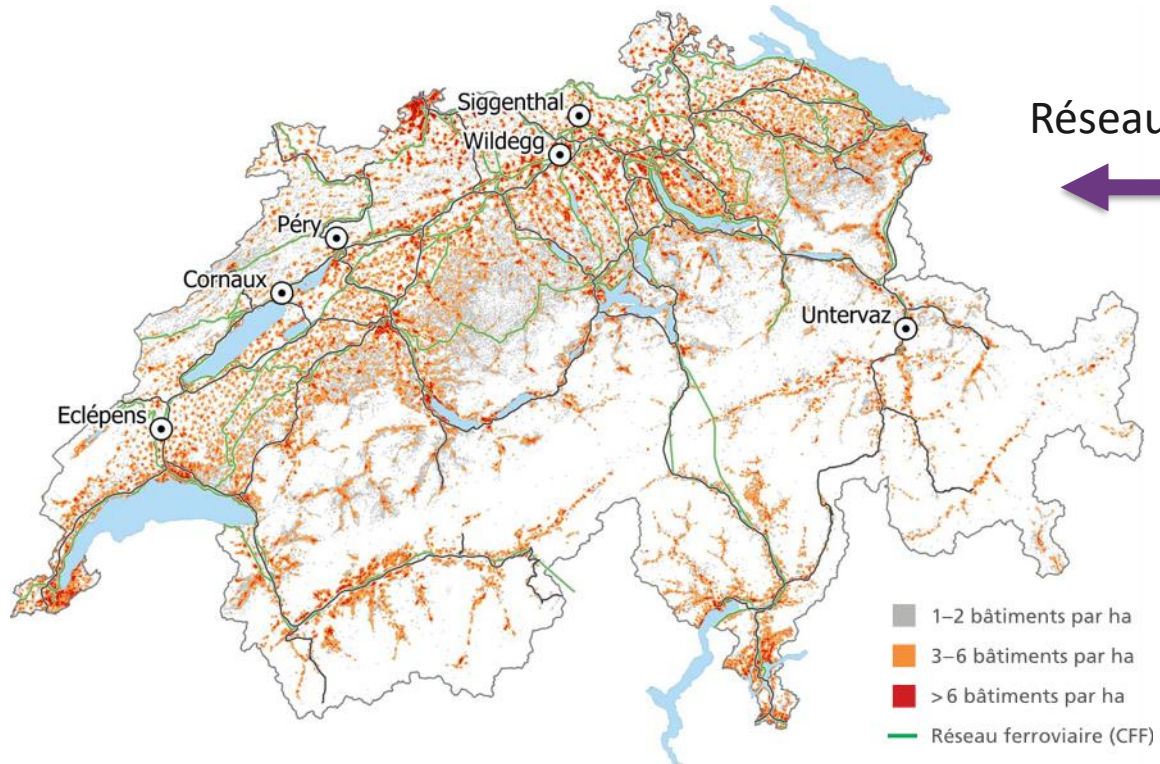 Siggenthal
Réseau
Wildegg
Péry
Cornaux
Untervaz
Eclépens
1–2 bâtiments par ha
3–6 bâtiments par ha
> 6 bâtiments par ha
Réseau ferroviaire (CFF)